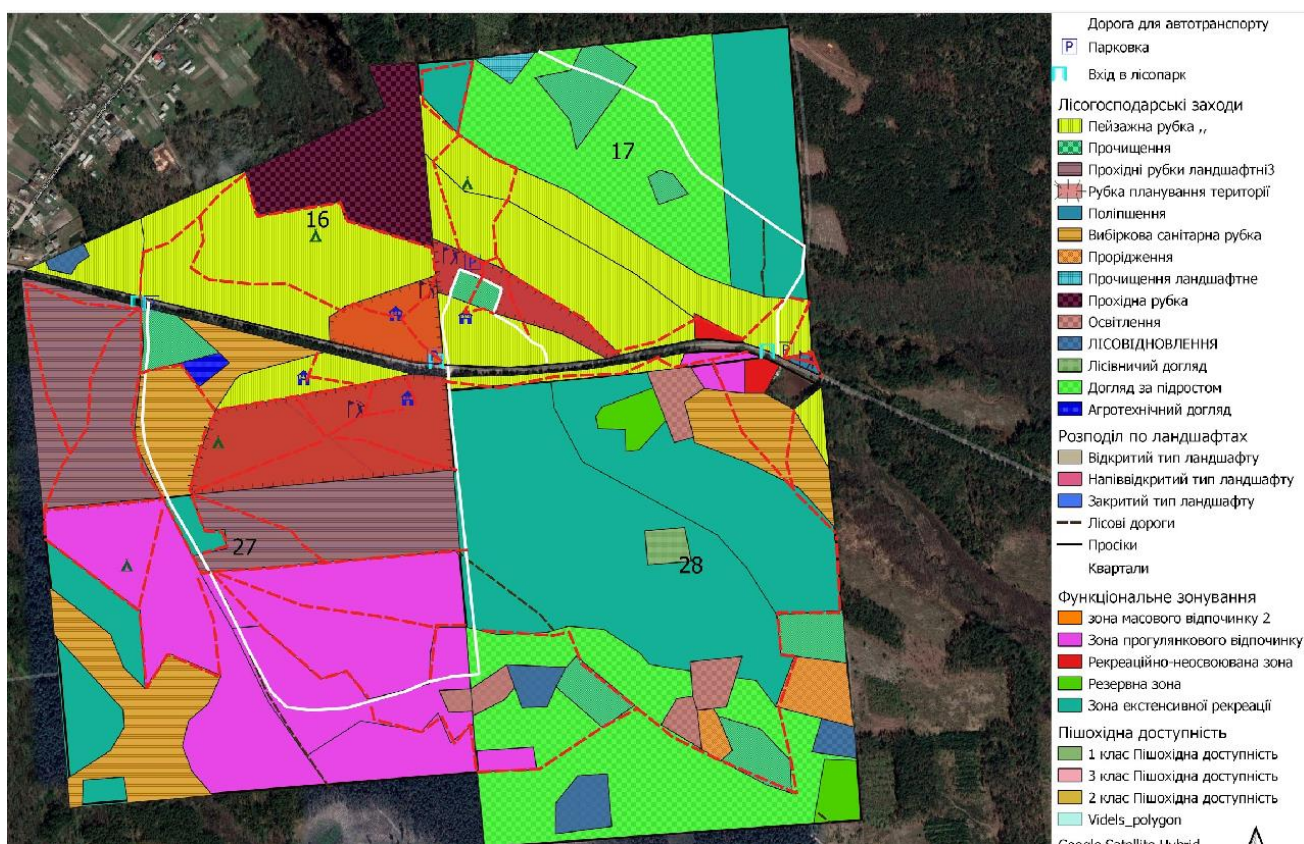 16
17
27
28
Дорога для автотранспорту
P Парковка
Вхід в лісопарк
Лісогосподарські заходи
Пейзажна рубка ,,
Прочищення
Прохідні рубки ландшафтні3
Рубка планування території
Поліпшення
Вибіркова санітарна рубка
Прорідження
Прочищення ландшафтне
Прохідна рубка
Освітлення
ЛІСОВІДНОВЛЕННЯ
Лісівничий догляд
Догляд за підростом
Агротехнічний догляд
Розподіл по ландшафтах
Відкритий тип ландшафту
Напіввідкритий тип ландшафту
Закритий тип ландшафту
Лісові дороги
Просіки
Квартали
Функціональне зонування
зона масового відпочинку 2
Зона прогулянкового відпочинку
Рекреаційно-неосвоювана зона
Резервна зона
Зона екстенсивної рекреації
Пішохідна доступність
1 клас Пішохідна доступність
3 клас Пішохідна доступність
2 клас Пішохідна доступність
Videls_polygon
Google Satellite Hybrid